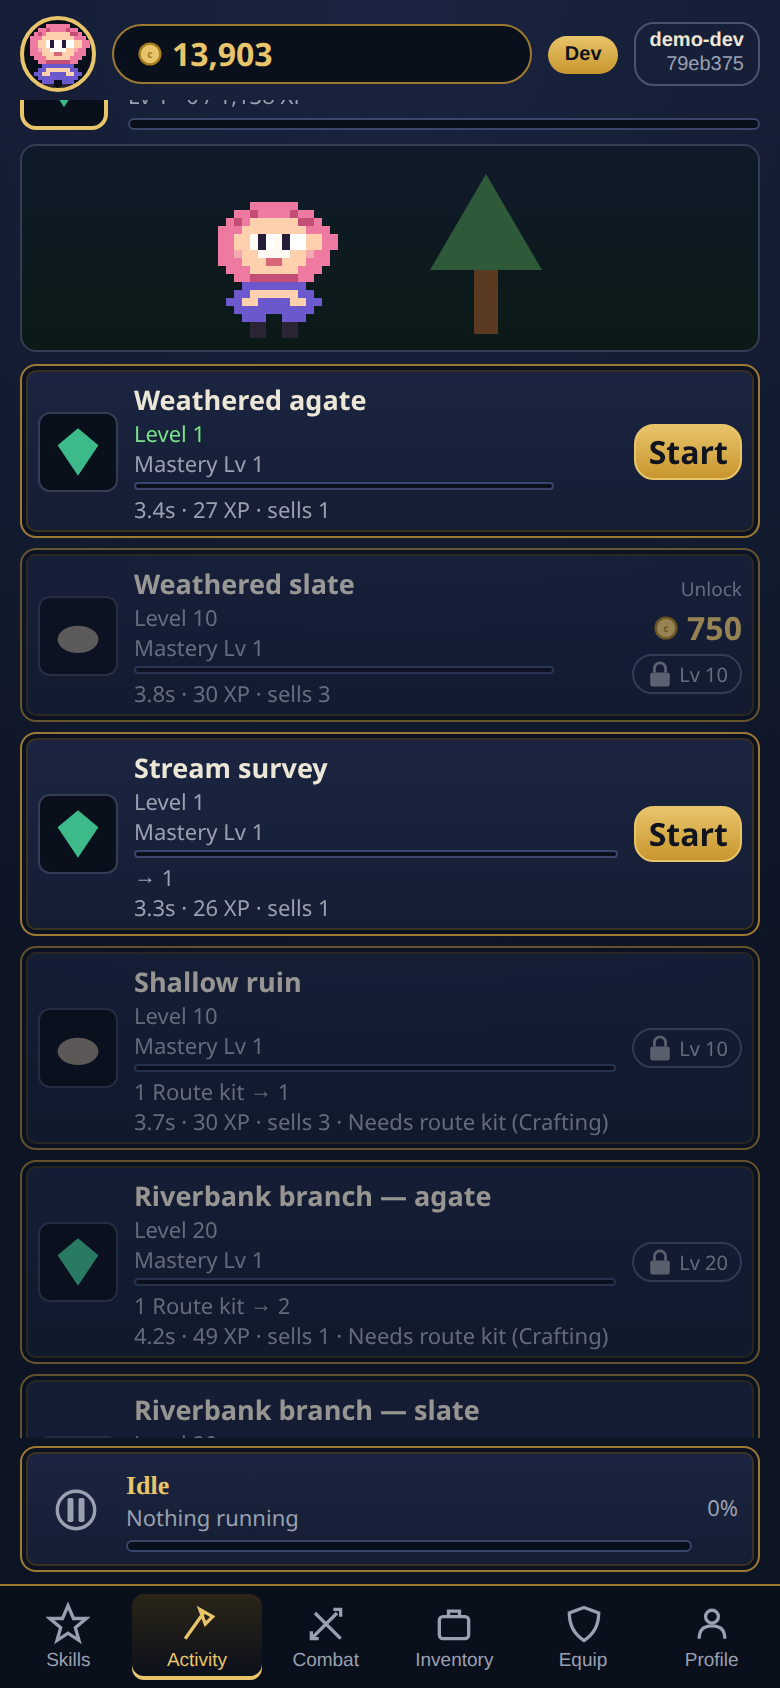 13,903
Dev
demo-dev
79eb375
Weathered agate
Level 1
Mastery Lv 1
3.4s · 27 XP · sells 1
Start
Weathered slate
Level 10
Mastery Lv 1
3.8s · 30 XP · sells 3
Unlock
750
Lv 10
Stream survey
Level 1
Mastery Lv 1
→ 1
3.3s · 26 XP · sells 1
Start
Shallow ruin
Level 10
Mastery Lv 1
1 Route kit → 1
3.7s · 30 XP · sells 3 · Needs route kit (Crafting)
Lv 10
Riverbank branch — agate
Level 20
Mastery Lv 1
1 Route kit → 2
4.2s · 49 XP · sells 1 · Needs route kit (Crafting)
Lv 20
Riverbank branch — slate
Idle
Nothing running
0%
Skills
Activity
Combat
Inventory
Equip
Profile